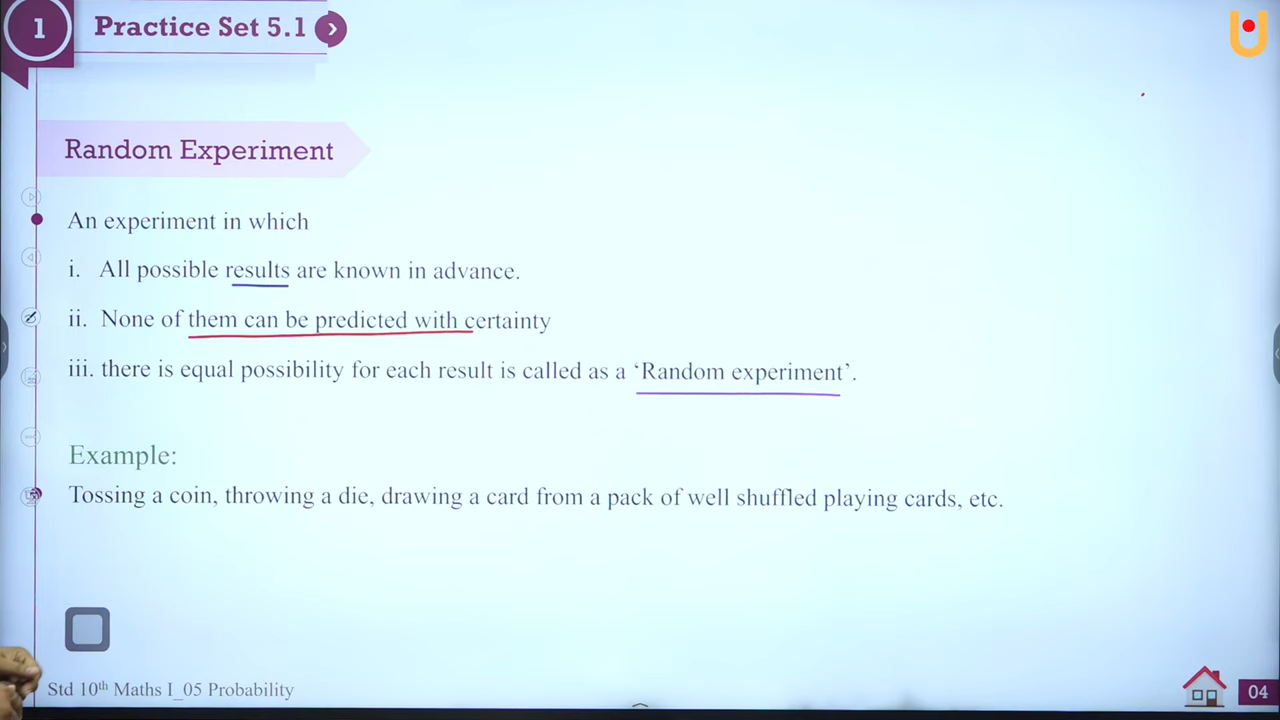 1
Practice Set 5.1
Random Experiment
An experiment in which
i. All possible results are known in advance.
ii. None of them can be predicted with certainty
iii. there is equal possibility for each result is called as a ‘Random experiment’.
Example:
Tossing a coin, throwing a die, drawing a card from a pack of well shuffled playing cards, etc.
Std 10th Maths I_05 Probability
04